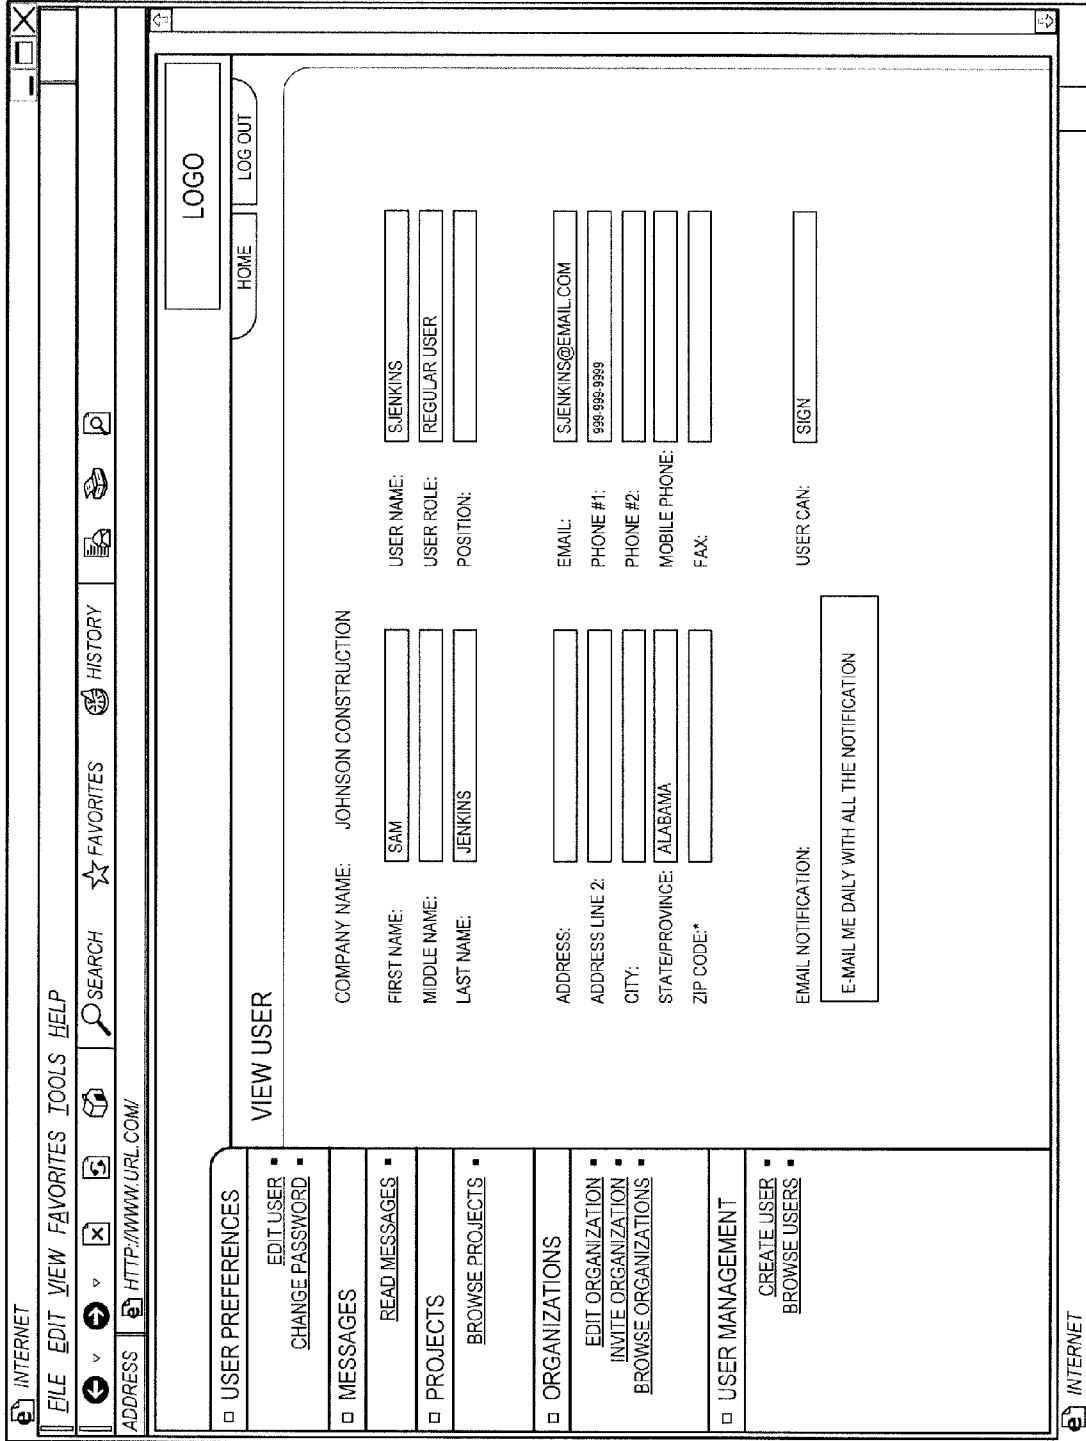 INTERNET
FILE EDIT VIEW FAVORITES TOOLS HELP
SEARCH FAVORITES HISTORY
ADDRESS HTTP://WWW.URL.COM/
LOGO
HOME LOG OUT
USER PREFERENCES
EDIT USER
CHANGE PASSWORD
MESSAGES
READ MESSAGES
PROJECTS
BROWSE PROJECTS
ORGANIZATIONS
EDIT ORGANIZATION
INVITE ORGANIZATION
BROWSE ORGANIZATIONS
USER MANAGEMENT
CREATE USER
BROWSE USERS
VIEW USER
COMPANY NAME: JOHNSON CONSTRUCTION
FIRST NAME: SAM USER NAME: SJENKINS
MIDDLE NAME: USER ROLE: REGULAR USER
LAST NAME: JENKINS POSITION:
ADDRESS: EMAIL: SJENKINS@EMAIL.COM
ADDRESS LINE 2: PHONE #1: 999-999-9999
CITY: PHONE #2:
STATE/PROVINCE: ALABAMA MOBILE PHONE:
ZIP CODE:* FAX:
EMAIL NOTIFICATION: USER CAN: SIGN
E-MAIL ME DAILY WITH ALL THE NOTIFICATION
INTERNET